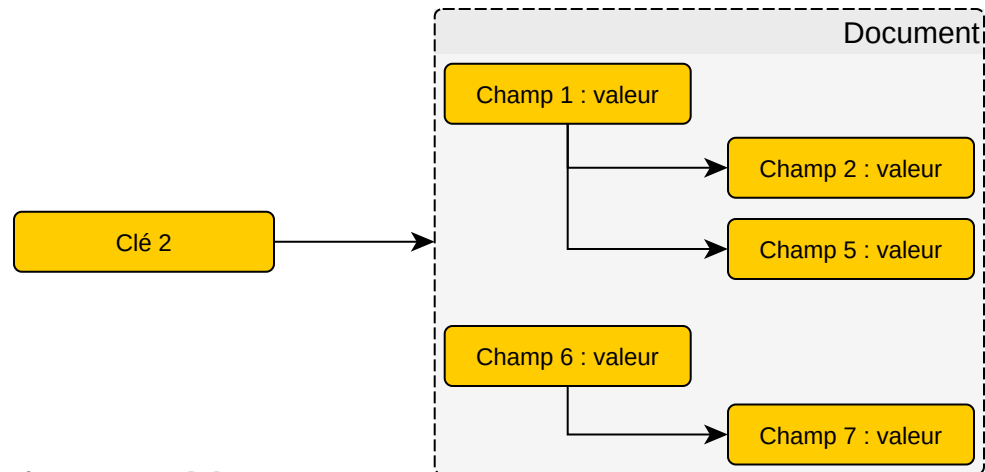 Document
Champ 1 : valeur
Champ 2 : valeur
Clé 2
Champ 5 : valeur
Champ 6 : valeur
Champ 7 : valeur